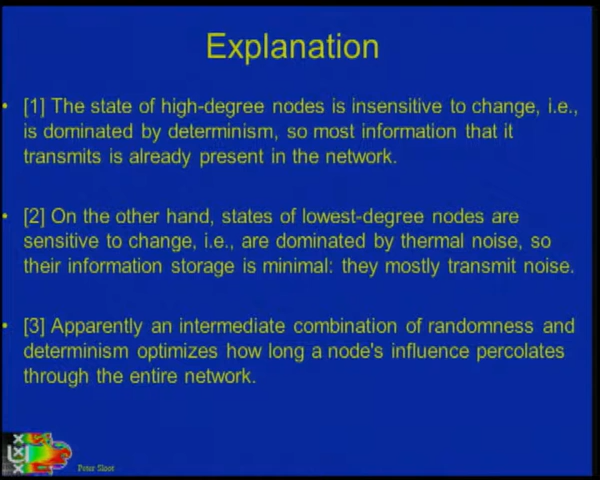 Explanation
• [1] The state of high-degree nodes is insensitive to change, i.e.,
is dominated by determinism, so most information that it
transmits is already present in the network.
• [2] On the other hand, states of lowest-degree nodes are
sensitive to change, i.e., are dominated by thermal noise, so
their information storage is minimal: they mostly transmit noise.
• [3] Apparently an intermediate combination of randomness and
determinism optimizes how long a node's influence percolates
through the entire network.
Peter Sloot